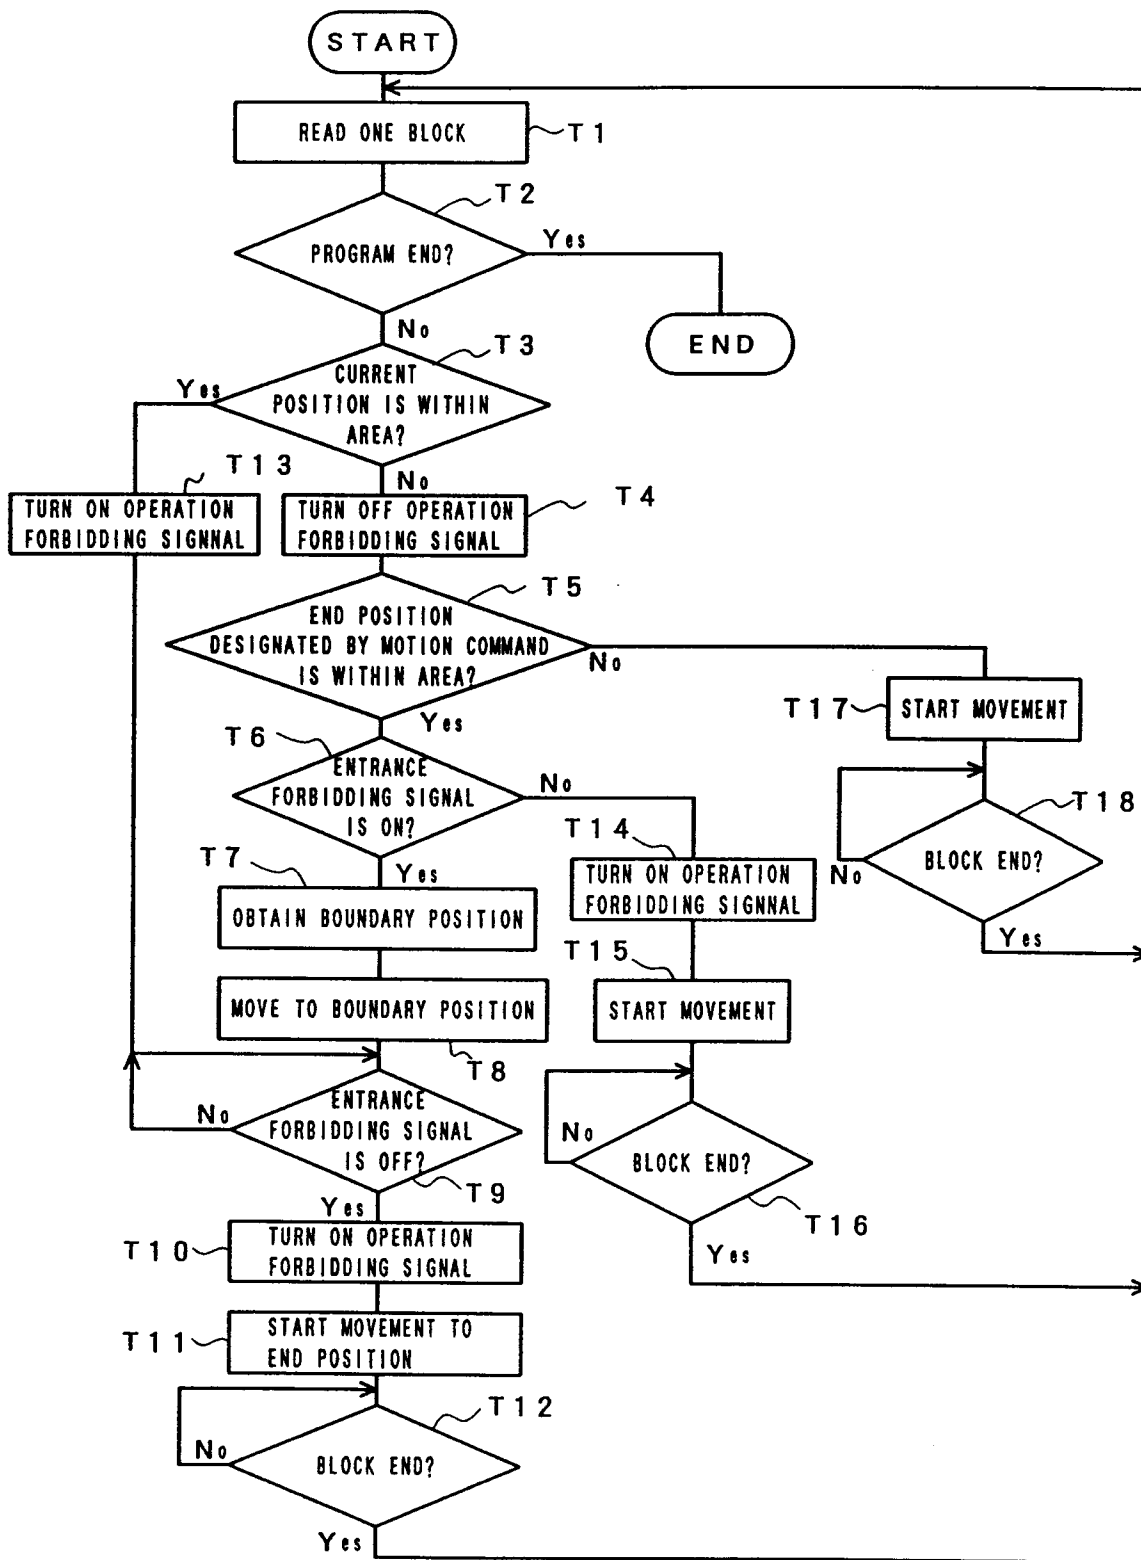 START
READ ONE BLOCK
T1
T2
PROGRAM END?
Yes
No
END
T3
CURRENT
POSITION IS WITHIN
AREA?
Yes
No
T13
TURN ON OPERATION
FORBIDDING SIGNNAL
T4
TURN OFF OPERATION
FORBIDDING SIGNAL
T5
END POSITION
DESIGNATED BY MOTION COMMAND
IS WITHIN AREA?
No
Yes
T17
START MOVEMENT
T6
ENTRANCE
FORBIDDING SIGNAL
IS ON?
No
Yes
T18
BLOCK END?
No
Yes
T14
TURN ON OPERATION
FORBIDDING SIGNNAL
T7
OBTAIN BOUNDARY POSITION
T15
START MOVEMENT
MOVE TO BOUNDARY POSITION
T8
ENTRANCE
FORBIDDING SIGNAL
IS OFF?
No
T9
Yes
No
BLOCK END?
T16
Yes
T10
TURN ON OPERATION
FORBIDDING SIGNAL
T11
START MOVEMENT TO
END POSITION
T12
No
BLOCK END?
Yes